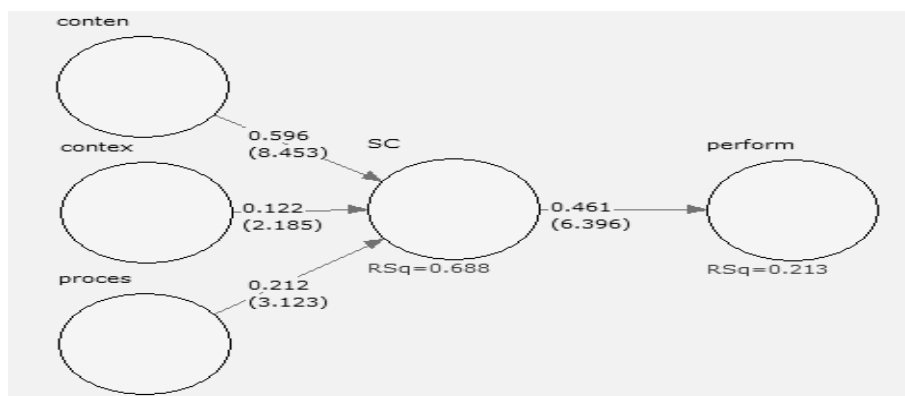 conten
0.596
(8.453)
contex
0.122
(2.185)
proces
0.212
(3.123)
SC
RSq=0.688
0.461
(6.396)
perform
RSq=0.213